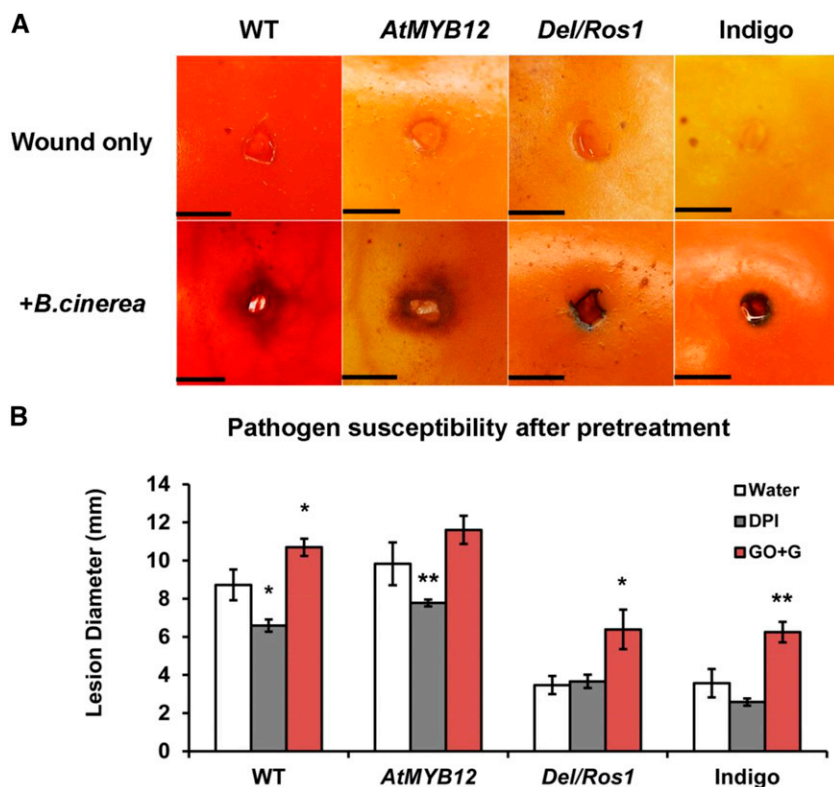 A
WT AtMYB12 Del/Ros1 Indigo
Wound only
+B.cinerea
B
Pathogen susceptibility after pretreatment
Lesion Diameter (mm)
14
12
10
8
6
4
2
0
* * ** * **
Water
DPI
GO+G
WT AtMYB12 Del/Ros1 Indigo